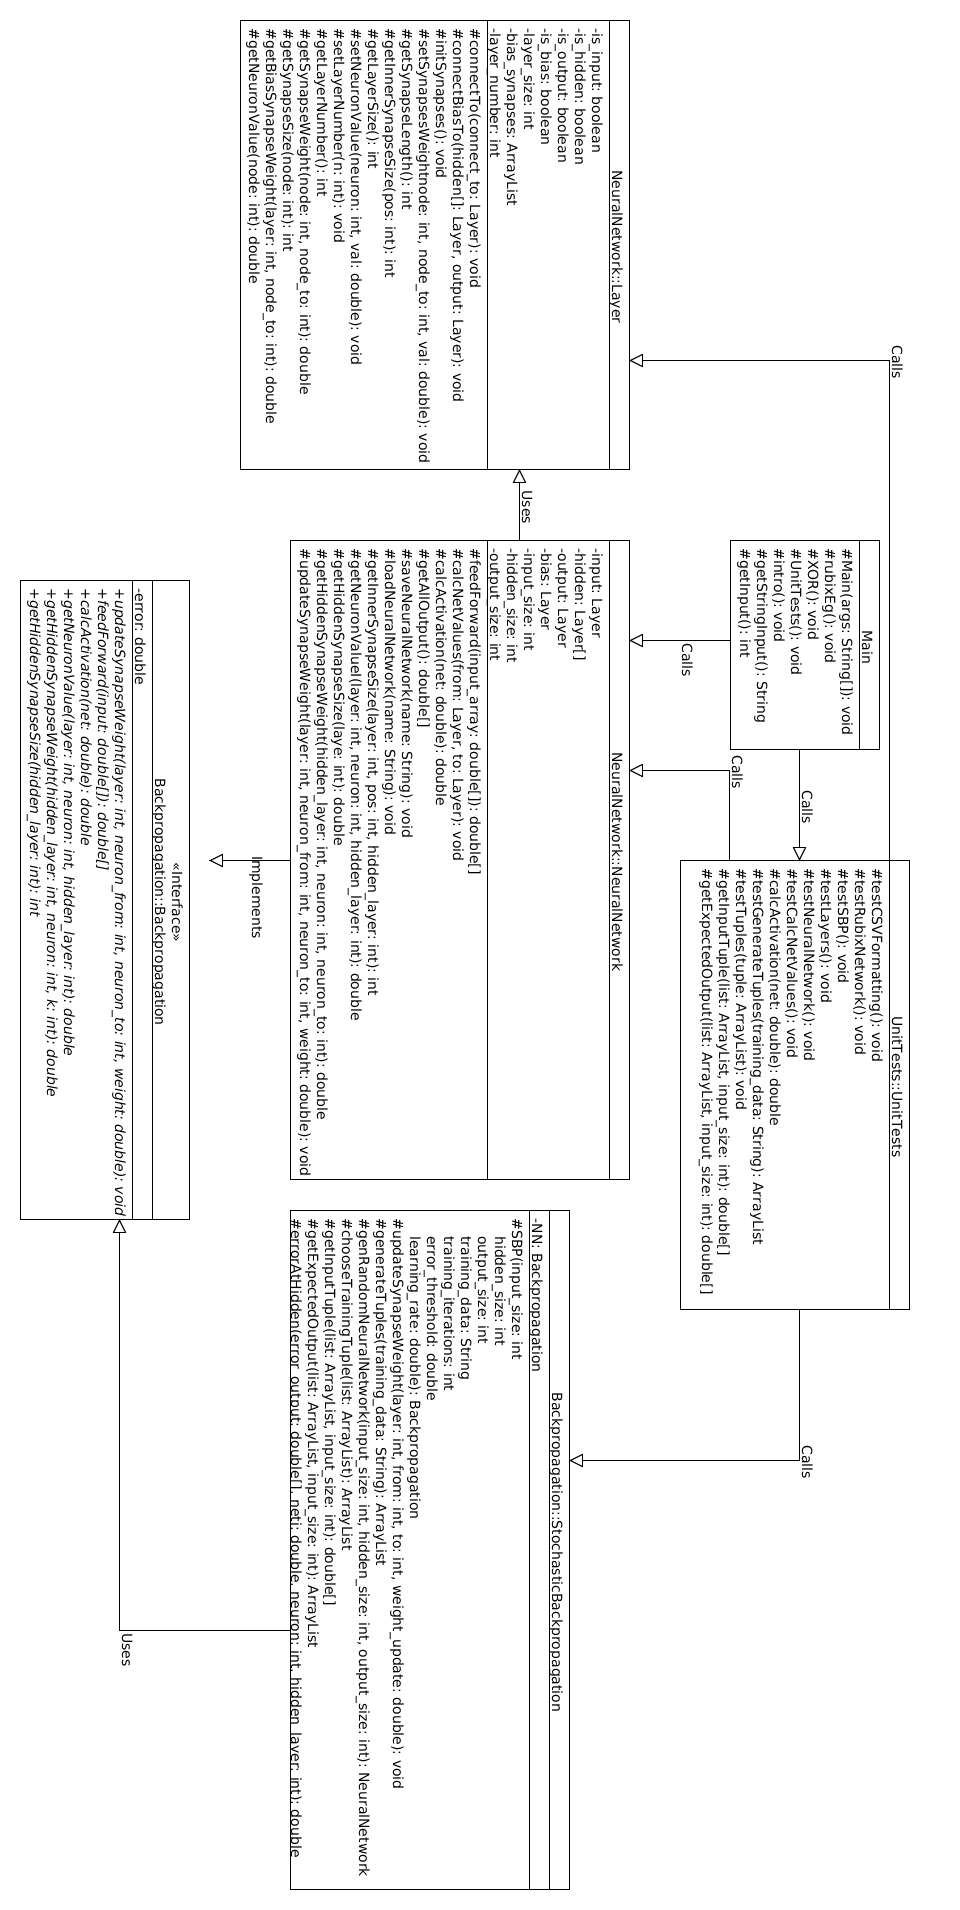 Main
#Main(args: String[]): void
#rubixEg(): void
#XOR(): void
#UnitTests(): void
#intro(): void
#getStringInput(): String
#getInput(): int
Calls
Calls
Calls
Calls
Calls
UnitTests::UnitTests
#testCSVFormatting(): void
#testRubixNetwork(): void
#testSBP(): void
#testLayers(): void
#testNeuralNetwork(): void
#testCalcNetValues(): void
#calcActivation(net: double): double
#testGenerateTuples(training_data: String): ArrayList
#testTuples(tuple: ArrayList): void
#getInputTuple(list: ArrayList, input_size: int): double[]
#getExpectedOutput(list: ArrayList, input_size: int): double[]
NeuralNetwork::Layer
-is_input: boolean
-is_hidden: boolean
-is_output: boolean
-is_bias: boolean
-layer_size: int
-bias_synapses: ArrayList
-layer_number: int
#connectTo(connect_to: Layer): void
#connectBiasTo(hidden[]: Layer, output: Layer): void
#initSynapses(): void
#setSynapsesWeightnode: int, node_to: int, val: double): void
#getSynapseLength(): int
#getInnerSynapseSize(pos: int): int
#getLayerSize(): int
#setNeuronValue(neuron: int, val: double): void
#setLayerNumber(n: int): void
#getLayerNumber(): int
#getSynapseWeight(node: int, node_to: int): double
#getSynapseSize(node: int): int
#getBiasSynapseWeight(layer: int, node_to: int): double
#getNeuronValue(node: int): double
Uses
NeuralNetwork::NeuralNetwork
-input: Layer
-hidden: Layer[]
-output: Layer
-bias: Layer
-input_size: int
-hidden_size: int
-output_size: int
#feedForward(input_array: double[]): double[]
#calcNetValues(from: Layer, to: Layer): void
#calcActivation(net: double): double
#getAllOutput(): double[]
#saveNeuralNetwork(name: String): void
#loadNeuralNetwork(name: String): void
#getInnerSynapseSize(layer: int, pos: int, hidden_layer: int): int
#getNeuronValuel(layer: int, neuron: int, hidden_layer: int): double
#getHiddenSynapseSize(laye: int): double
#getHiddenSynapseWeight(hidden_layer: int, neuron: int, neuron_to: int): double
#updateSynapseWeight(layer: int, neuron_from: int, neuron_to: int, weight: double): void
Backpropagation::StochasticBackpropagation
-NN: Backpropagation
#SBP(input_size: int
hidden_size: int
output_size: int
training_data: String
training_iterations: int
error_threshold: double
learning_rate: double): Backpropagation
#updateSynapseWeight(layer: int, from: int, to: int, weight_update: double): void
#generateTuples(training_data: String): ArrayList
#genRandomNeuralNetwork(input_size: int, hidden_size: int, output_size: int): NeuralNetwork
#chooseTrainingTuple(list: ArrayList): ArrayList
#getInputTuple(list: ArrayList, input_size: int): double[]
#getExpectedOutput(list: ArrayList, input_size: int): ArrayList
#errorAtHidden(error_output: double[], neti: double, neuron: int, hidden_layer: int): double
Implements
Uses
«Interface»
Backpropagation::Backpropagation
-error: double
+updateSynapseWeight(layer: int, neuron_from: int, neuron_to: int, weight: double): void
+feedForward(input: double[]): double[]
+calcActivation(net: double): double
+getNeuronValue(layer: int, neuron: int, hidden_layer: int): double
+getHiddenSynapseWeight(hidden_layer: int, neuron: int, k: int): double
+getHiddenSynapseSize(hidden_layer: int): int